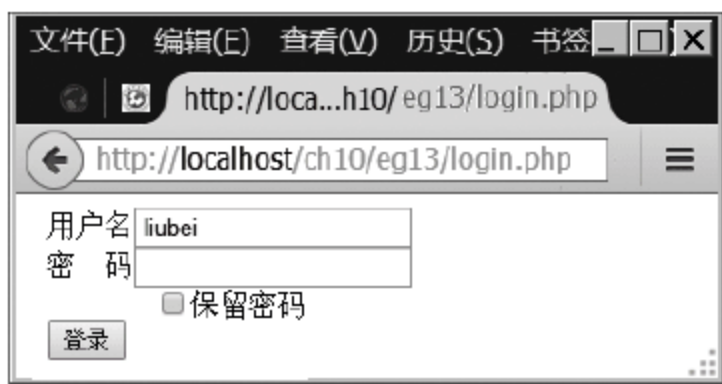 文件(F) 编辑(E) 查看(V) 历史(S) 书签
http://loca...h10/ eg13/login.php
http://localhost/ch10/eg13/login.php
用户名 liubei
密 码
保留密码
登录